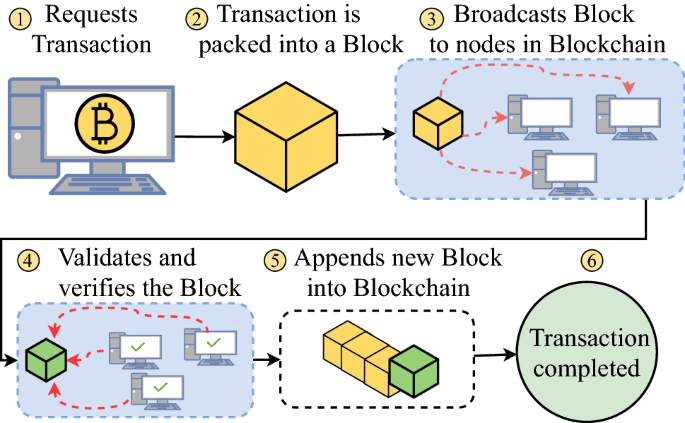 1 Requests
Transaction
2 Transaction is
packed into a Block
3 Broadcasts Block
to nodes in Blockchain
4 Validates and
verifies the Block
5 Appends new Block
into Blockchain
6
Transaction
completed